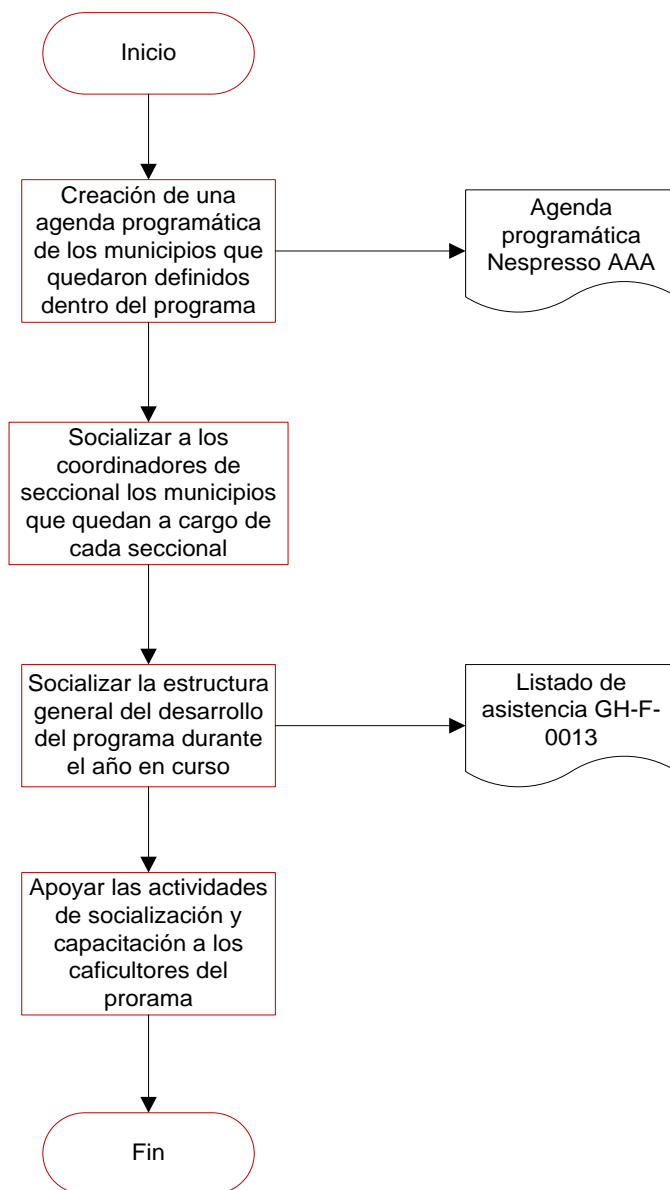 Inicio
Creación de una
agenda programática
de los municipios que
quedaron definidos
dentro del programa
Agenda
programática
Nespresso AAA
Socializar a los
coordinadores de
seccional los municipios
que quedan a cargo de
cada seccional
Socializar la estructura
general del desarrollo
del programa durante
el año en curso
Listado de
asistencia GH-F-
0013
Apoyar las actividades
de socialización y
capacitación a los
caficultores del
prorama
Fin